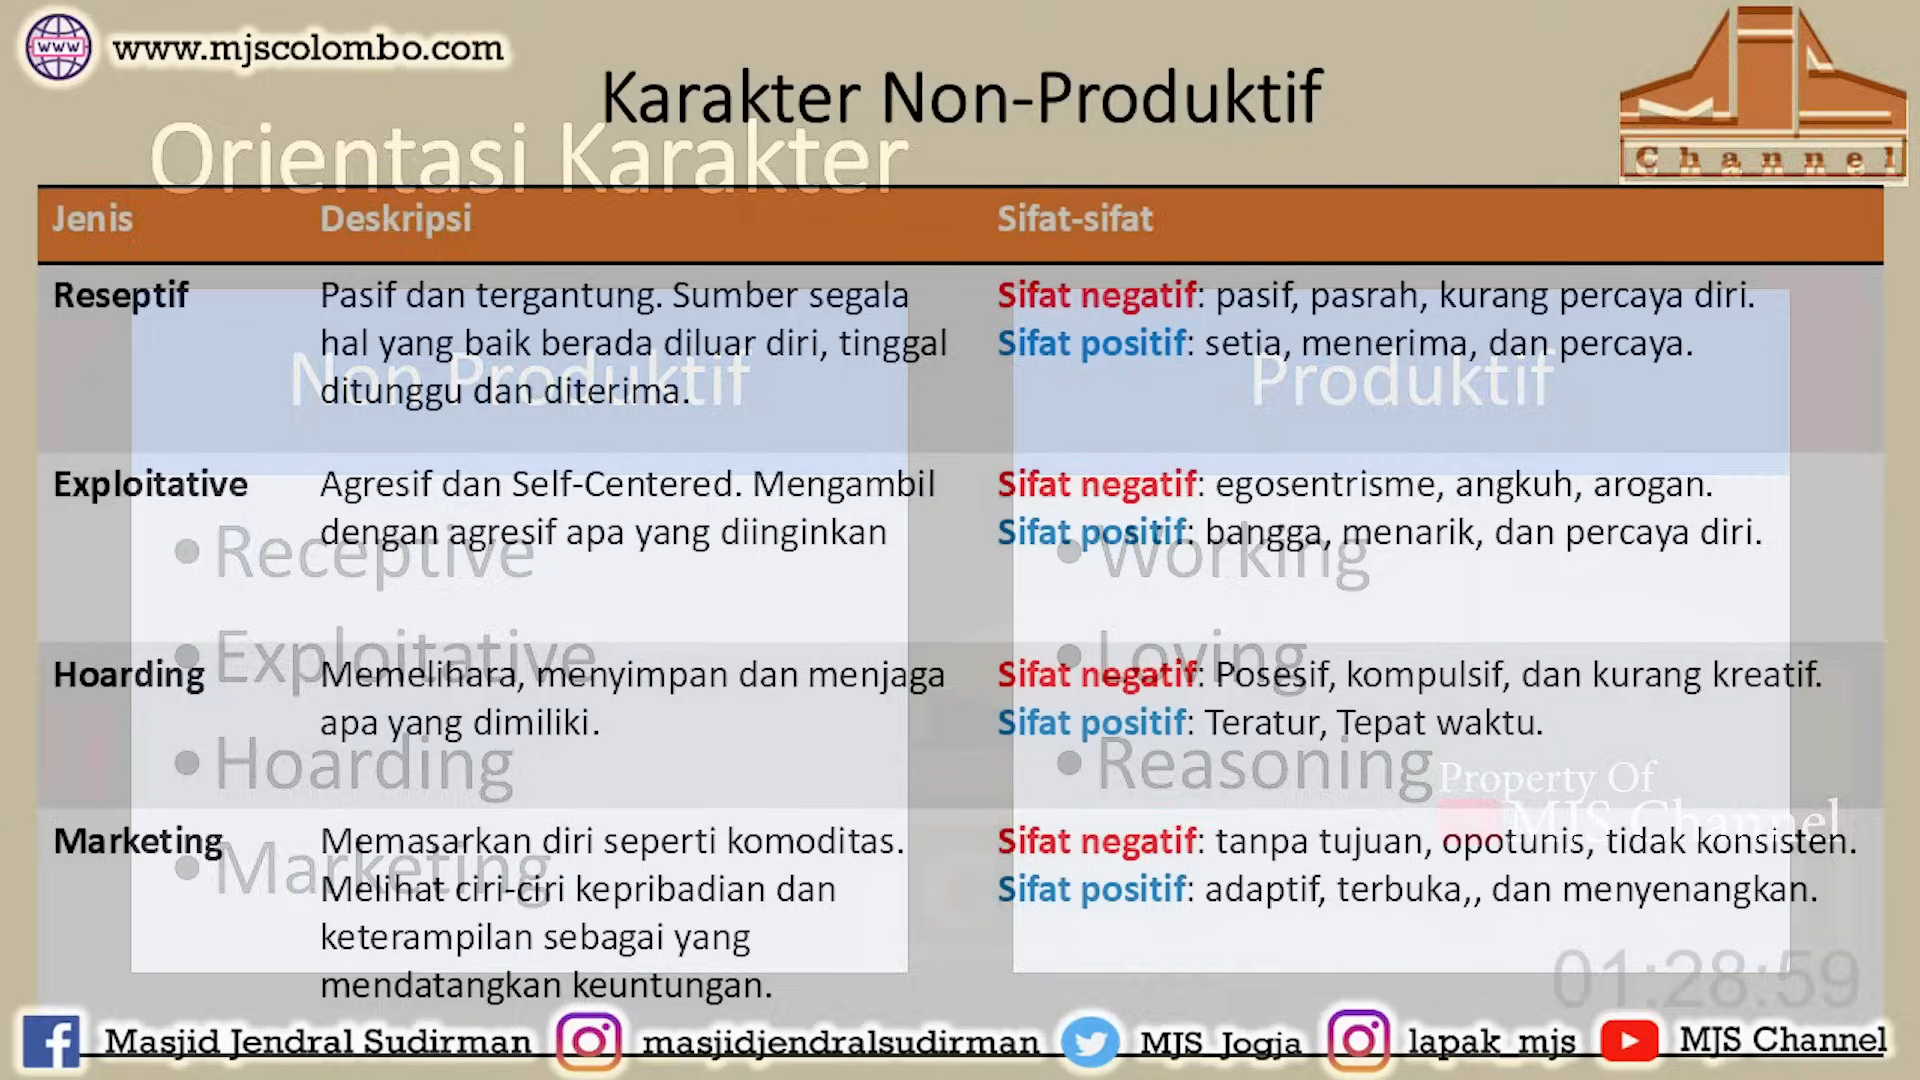 www.mjscolombo.com
Karakter Non-Produktif
Orientasi Karakter
Channel
Jenis Deskripsi Sifat-sifat
Reseptif Pasif dan tergantung. Sumber segala Sifat negatif: pasif, pasrah, kurang percaya diri.
hal yang baik berada diluar diri, tinggal Sifat positif: setia, menerima, dan percaya.
ditunggu dan diterima.
Non Produktif Produktif
Exploitative Agresif dan Self-Centered. Mengambil Sifat negatif: egosentrisme, angkuh, arogan.
dengan agresif apa yang diinginkan Sifat positif: bangga, menarik, dan percaya diri.
• Receptive • Working
• Exploitative • Loving
Hoarding Memelihara, menyimpan dan menjaga Sifat negatif: Posesif, kompulsif, dan kurang kreatif.
apa yang dimiliki. Sifat positif: Teratur, Tepat waktu.
• Hoarding • Reasoning
Property Of
MJS Channel
Marketing Memasarkan diri seperti komoditas. Sifat negatif: tanpa tujuan, opotunis, tidak konsisten.
• Marketing
Melihat ciri-ciri kepribadian dan Sifat positif: adaptif, terbuka,, dan menyenangkan.
keterampilan sebagai yang
mendatangkan keuntungan.
01:28:59
Masjid Jendral Sudirman masjidjendralsudirman MJS_Jogja lapak_mjs MJS Channel